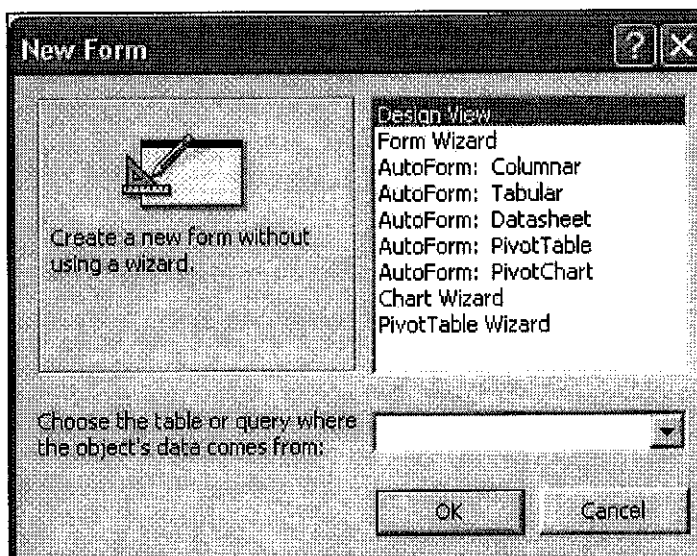 New Form
Create a new form without
using a wizard.
Design View
Form Wizard
AutoForm: Columnar
AutoForm: Tabular
AutoForm: Datasheet
AutoForm: PivotTable
AutoForm: PivotChart
Chart Wizard
PivotTable Wizard
Choose the table or query where
the object's data comes from:
OK
Cancel